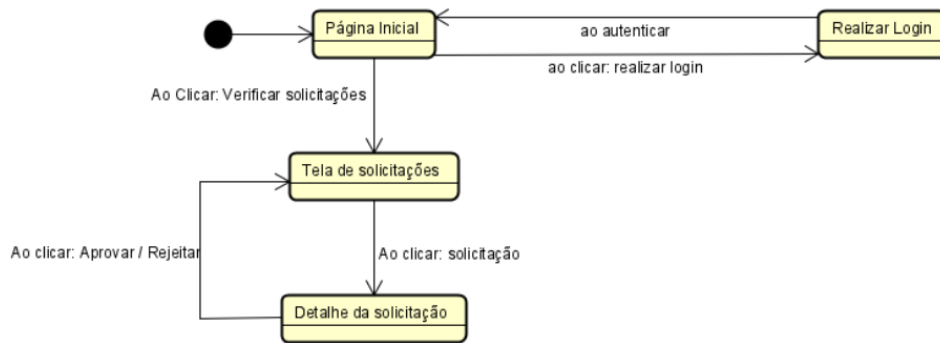 Página Inicial
Realizar Login
ao autenticar
ao clicar: realizar login
Ao Clicar: Verificar solicitações
Tela de solicitações
Ao clicar: Aprovar / Rejeitar
Ao clicar: solicitação
Detalhe da solicitação